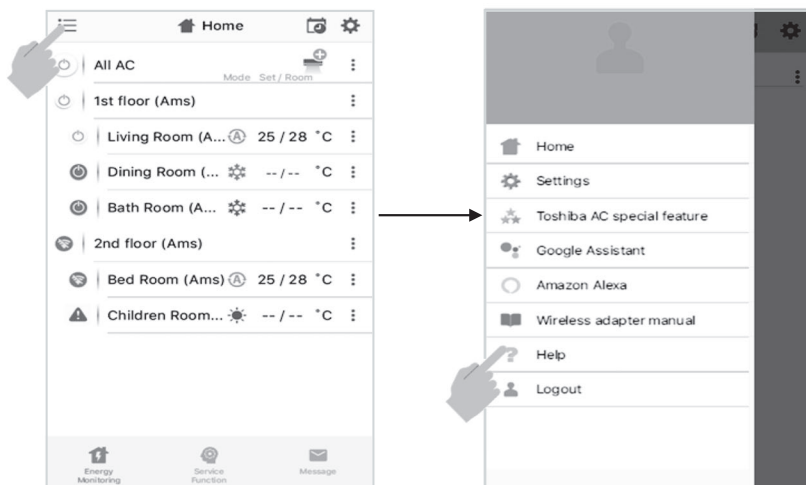 Home
All AC
Mode Set / Room
1st floor (Ams)
Living Room (A... A 25 / 28 °C
Dining Room (... --/-- °C
Bath Room (A... --/-- °C
2nd floor (Ams)
Bed Room (Ams) A 25 / 28 °C
Children Room... --/-- °C
Energy Monitoring
Service Function
Message
Home
Settings
Toshiba AC special feature
Google Assistant
Amazon Alexa
Wireless adapter manual
Help
Logout